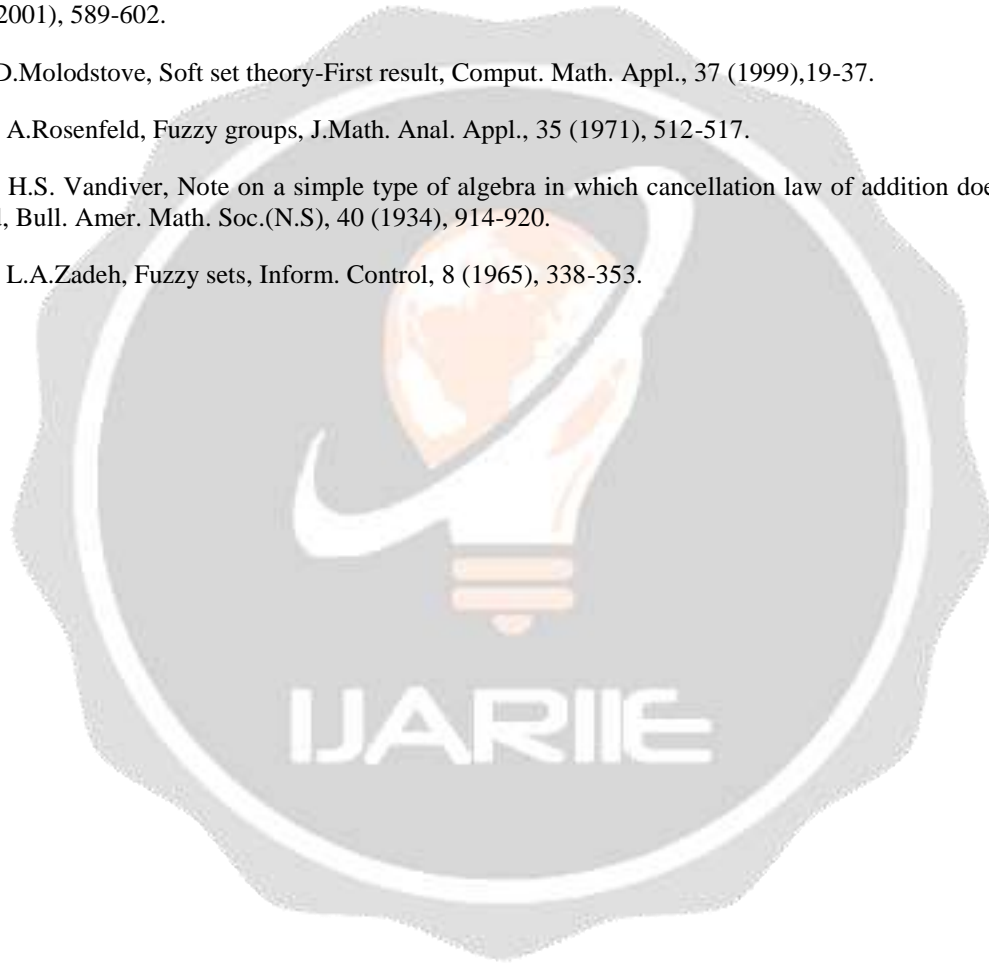 2001), 589-602.
D.Molodstove, Soft set theory-First result, Comput. Math. Appl., 37 (1999),19-37.
A.Rosenfeld, Fuzzy groups, J.Math. Anal. Appl., 35 (1971), 512-517.
H.S. Vandiver, Note on a simple type of algebra in which cancellation law of addition doe
, Bull. Amer. Math. Soc.(N.S), 40 (1934), 914-920.
L.A.Zadeh, Fuzzy sets, Inform. Control, 8 (1965), 338-353.
IJARIIE